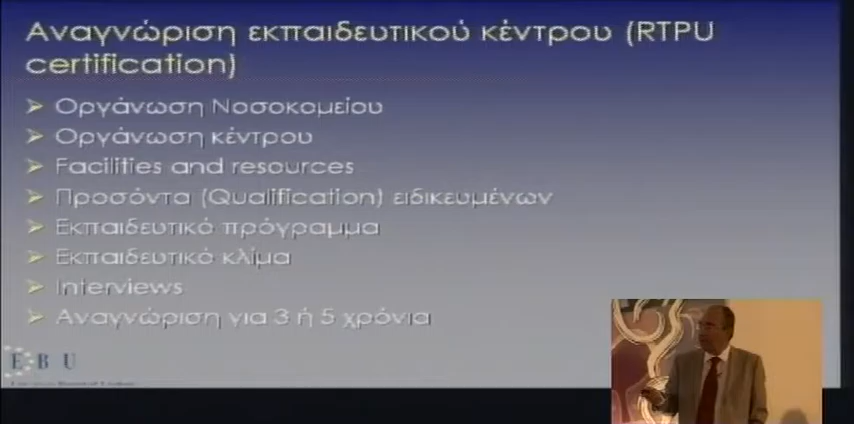 Αναγνώριση εκπαιδευτικού κέντρου (RTPU
certification)
Οργάνωση Νοσοκομείου
Οργάνωση κέντρου
Facilities and resources
Προσόντα (Qualification) ειδικευμένων
Εκπαιδευτικό πρόγραμμα
Εκπαιδευτικό κλίμα
Interviews
Αναγνώριση για 3 ή 5 χρόνια
EBU